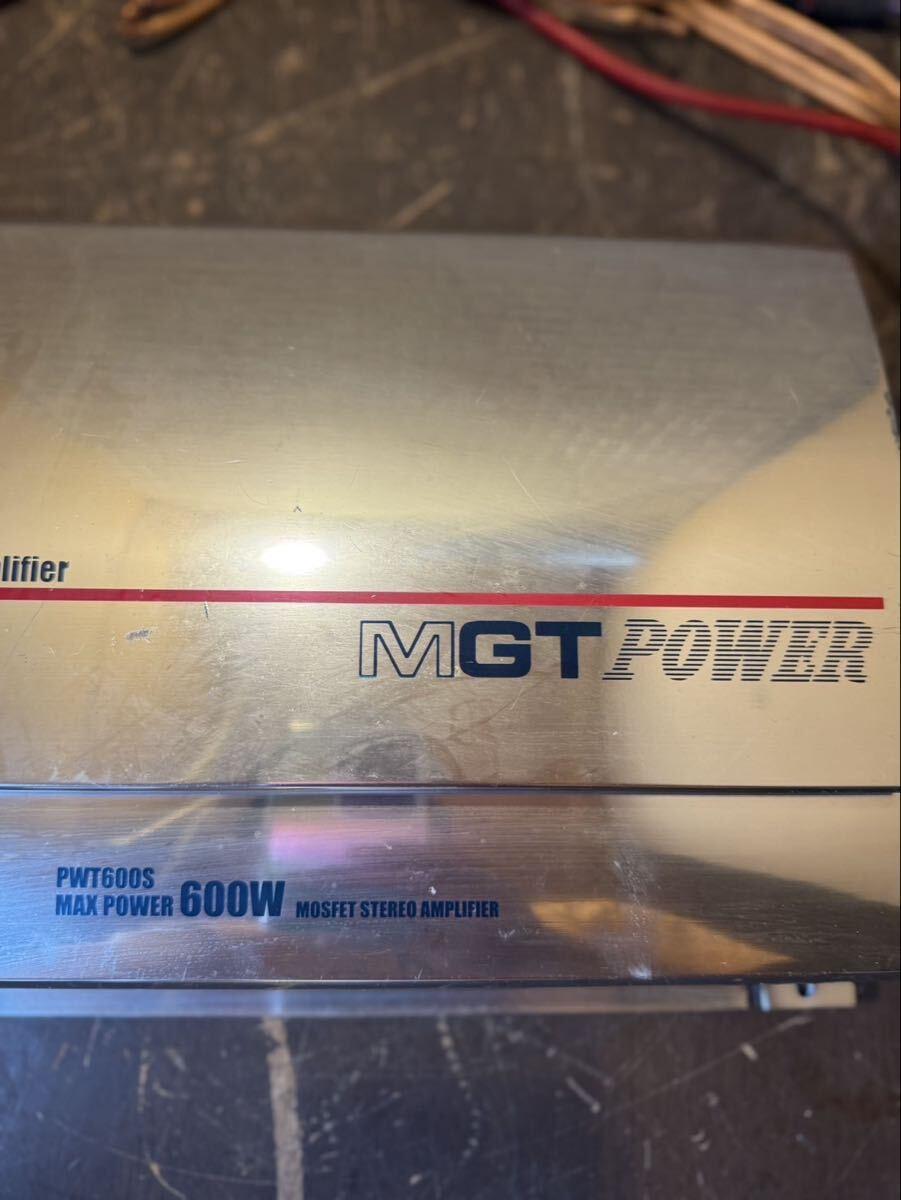 lifier
MGT POWER
PWT600S
MAX POWER 600W MOSFET STEREO AMPLIFIER